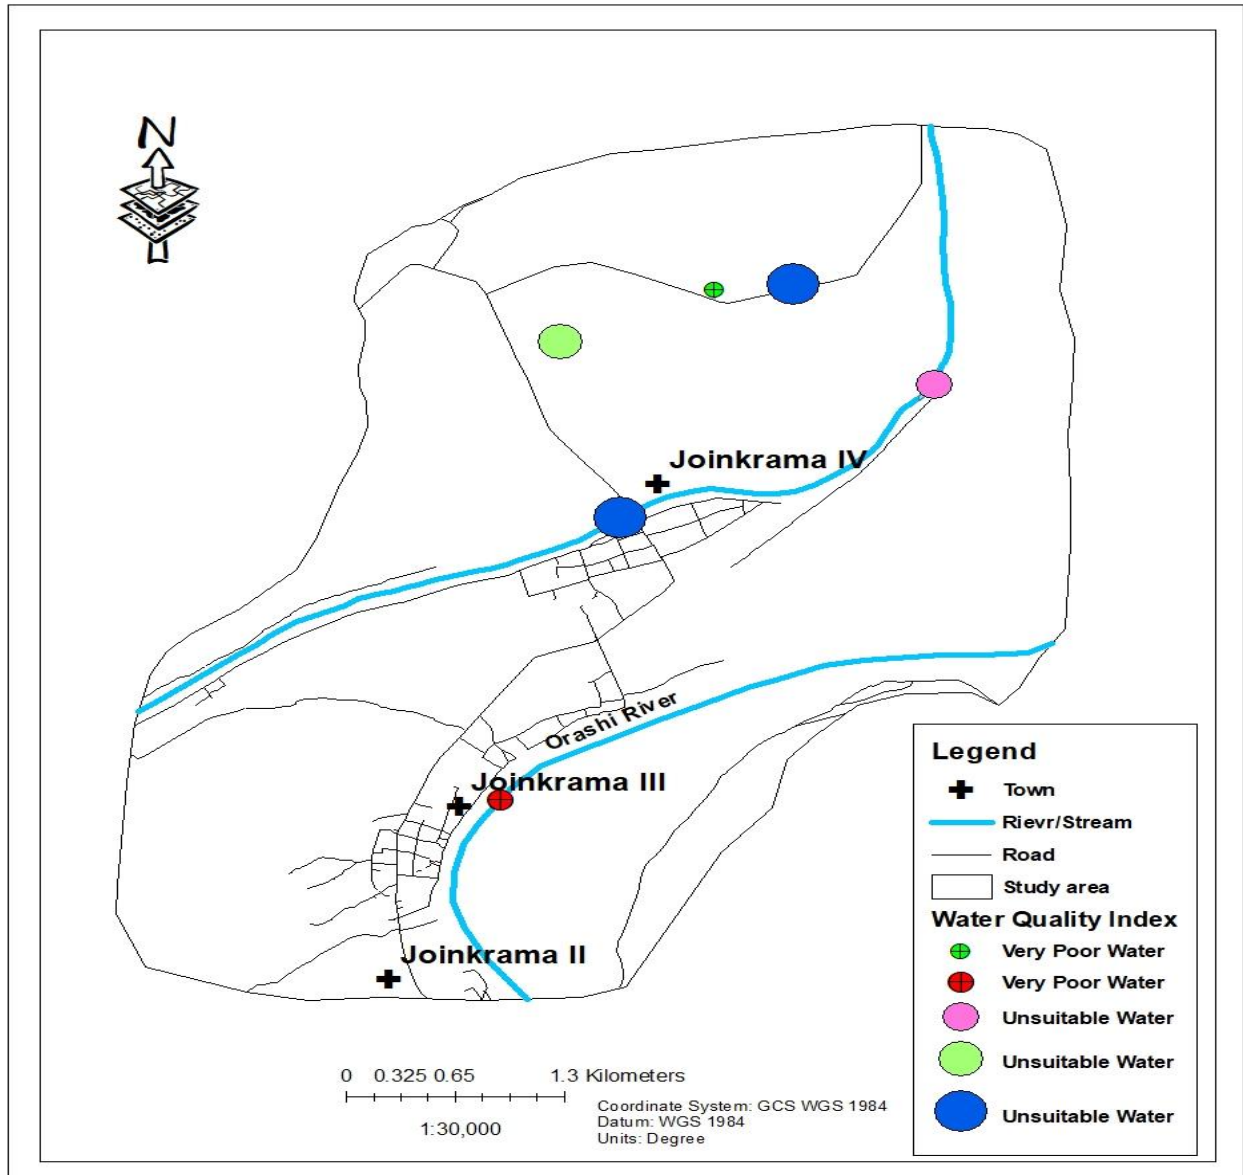 N
Joinkrama IV
Orashi River
Joinkrama III
Joinkrama II
Legend
Town
Rievr/Stream
Road
Study area
Water Quality Index
Very Poor Water
Very Poor Water
Unsuitable Water
Unsuitable Water
Unsuitable Water
0 0.325 0.65 1.3 Kilometers
1:30,000
Coordinate System: GCS WGS 1984
Datum: WGS 1984
Units: Degree